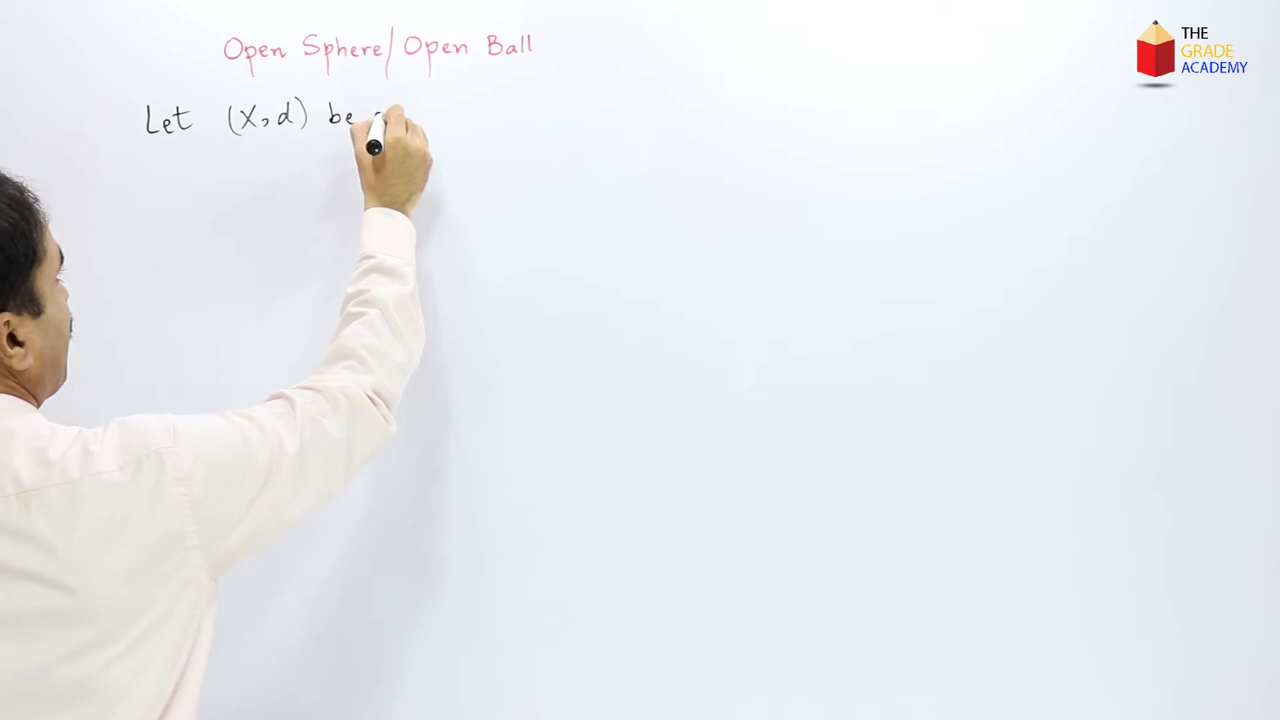 Open Sphere/Open Ball
Let (X, d) be
THE
GRADE
ACADEMY